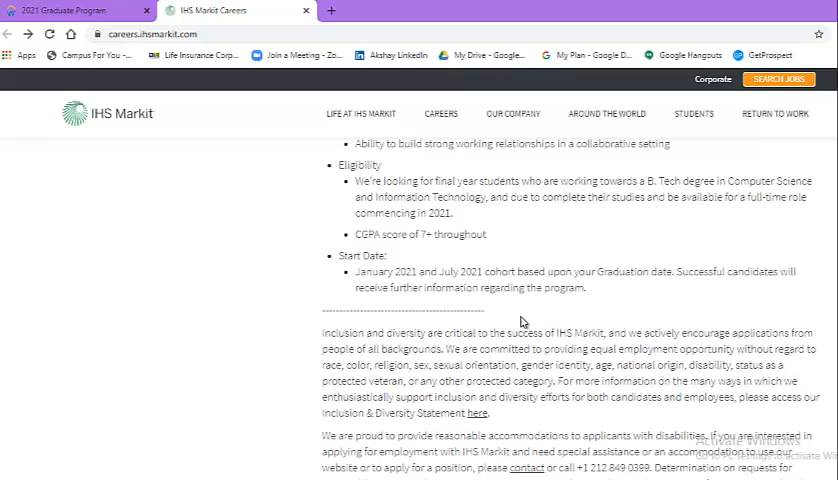 2021 Graduate Program
IHS Markit Careers
careers.ihsmarkit.com
Apps
Campus For You -...
Life Insurance Corp...
Join a Meeting - Zo...
Akshay LinkedIn
My Drive - Google...
My Plan - Google D...
Google Hangouts
GetProspect
Corporate
SEARCH JOBS
IHS Markit
LIFE AT IHS MARKIT
CAREERS
OUR COMPANY
AROUND THE WORLD
STUDENTS
RETURN TO WORK
• Ability to build strong working relationships in a collaborative setting
• Eligibility
• We're looking for final year students who are working towards a B. Tech degree in Computer Science
and Information Technology, and due to complete their studies and be available for a full-time role
commencing in 2021.
• CGPA score of 7+ throughout
• Start Date:
• January 2021 and July 2021 cohort based upon your Graduation date. Successful candidates will
receive further information regarding the program.
-----------------------------------------------
Inclusion and diversity are critical to the success of IHS Markit, and we actively encourage applications from
people of all backgrounds. We are committed to providing equal employment opportunity without regard to
race, color, religion, sex, sexual orientation, gender identity, age, national origin, disability, status as a
protected veteran, or any other protected category. For more information on the many ways in which we
enthusiastically support inclusion and diversity efforts for both candidates and employees, please access our
Inclusion & Diversity Statement here.
We are proud to provide reasonable accommodations to applicants with disabilities. If you are interested in
applying for employment with IHS Markit and need special assistance or an accommodation to use our
website or to apply for a position, please contact or call +1 212 849 0399. Determination on requests for
Activate Windows
Go to PC settings to activate Win